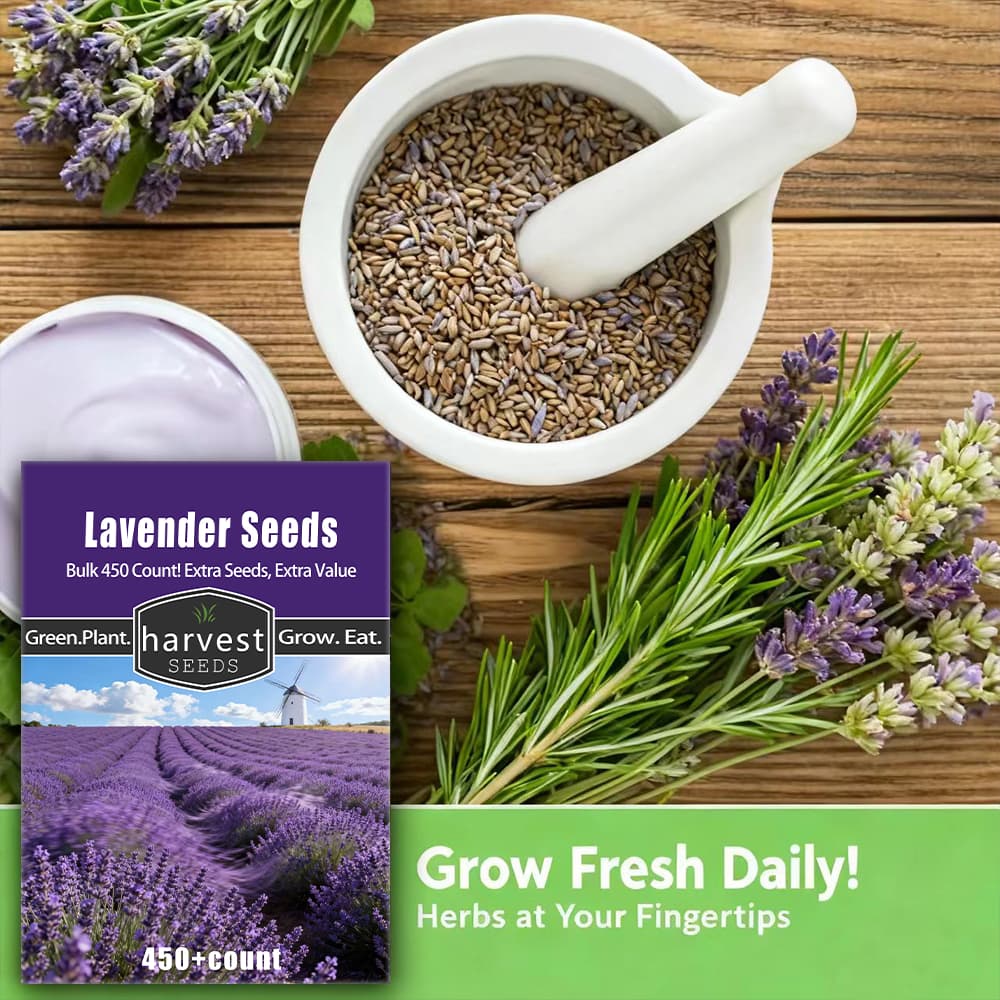 Lavender Seeds
Bulk 450 Count! Extra Seeds, Extra Value
Green.Plant. harvest Grow. Eat.
SEEDS
450+count
Grow Fresh Daily!
Herbs at Your Fingertips